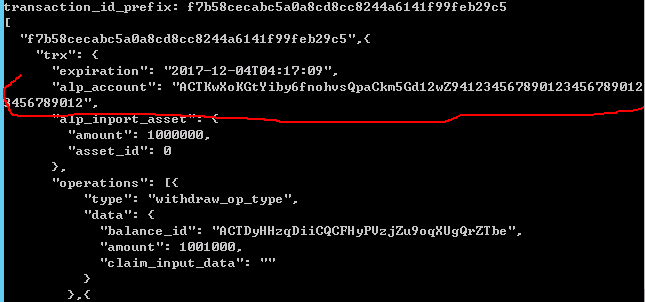 transaction_id_prefix: f7b58cecabc5a0a8cd8cc8244a6141f99feb29c5
[
"f7b58cecabc5a0a8cd8cc8244a6141f99feb29c5",{
"trx": {
"expiration": "2017-12-04T04:17:09",
"alp_account": "ACTKwXoKGtYiby6fnohvsQpaCkm5Gd12wZ941234567890123456789012
3456789012",
"alp_inport_asset": {
"amount": 1000000,
"asset_id": 0
},
"operations": [{
"type": "withdraw_op_type",
"data": {
"balance_id": "ACTDyHHzqDiiCQCFHyPVzjZu9oqXUgQrZTbe",
"amount": 1001000,
"claim_input_data": ""
}
},{